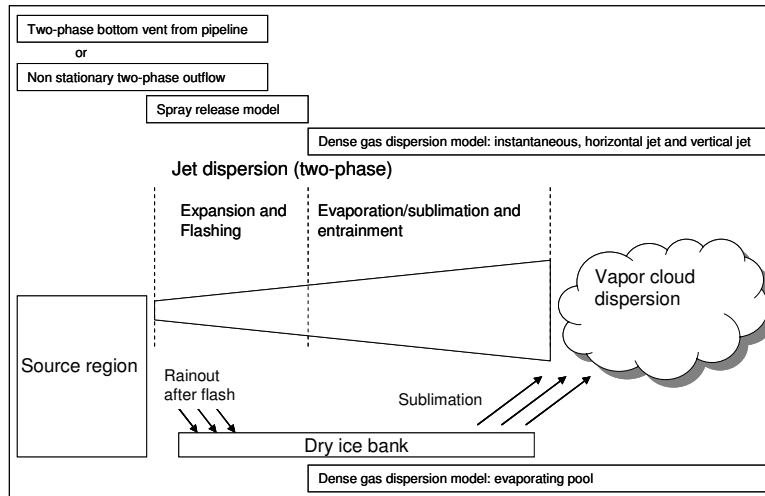 Two-phase bottom vent from pipeline
or
Non stationary two-phase outflow
Spray release model
Dense gas dispersion model: instantaneous, horizontal jet and vertical jet
Jet dispersion (two-phase)
Expansion and
Flashing
Evaporation/sublimation and
entrainment
Vapor cloud
dispersion
Source region
Rainout
after flash
Sublimation
Dry ice bank
Dense gas dispersion model: evaporating pool